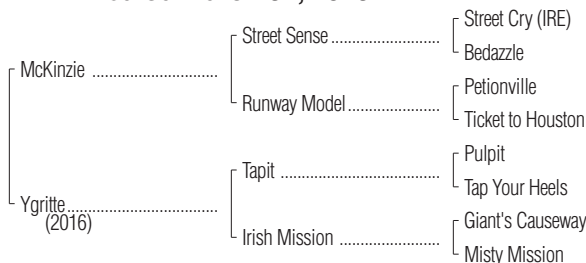 Street Cry (IRE)
Street Sense
Bedazzle
McKinzie
Petionville
Runway Model
Ticket to Houston
Pulpit
Tapit
Tap Your Heels
Ygritte
(2016)
Giant's Causeway
Irish Mission
Misty Mission